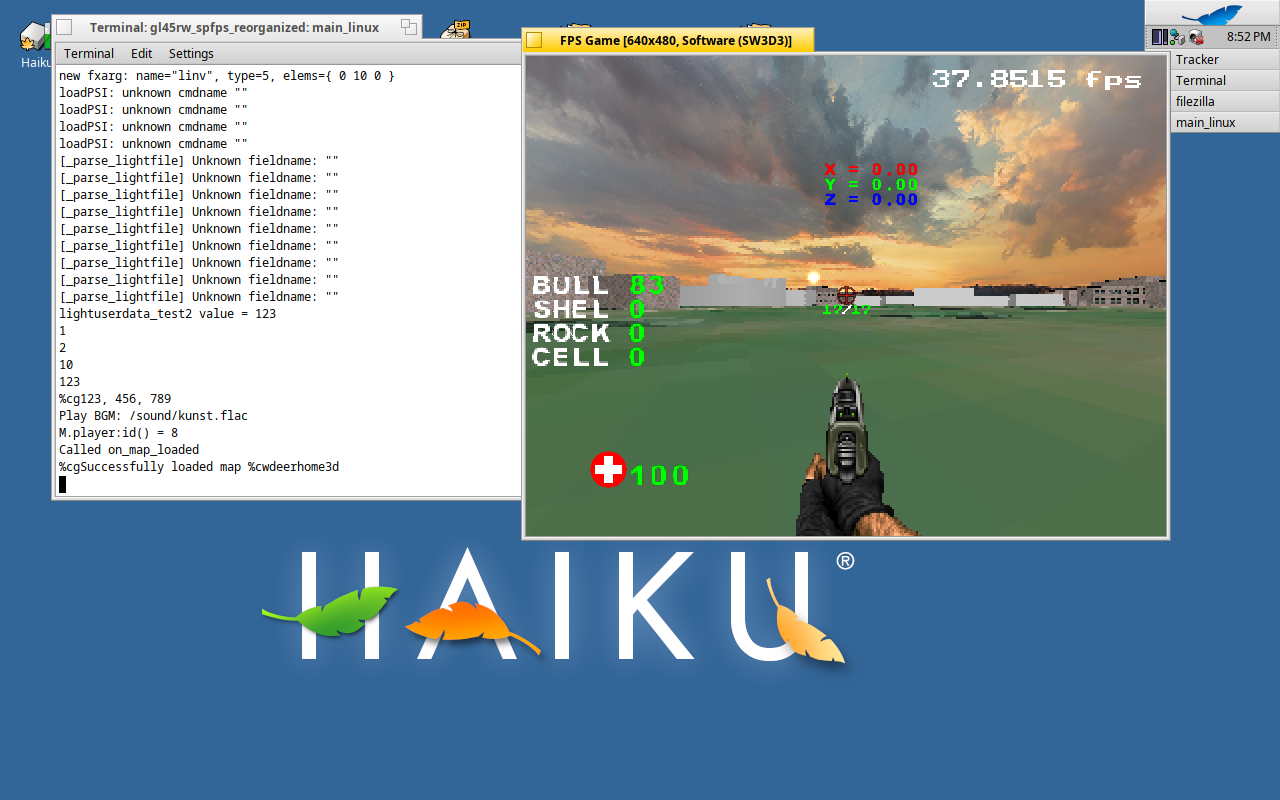 Haiku
ZIP
Terminal: gl45rw_spfps_reorganized: main_linux
Terminal Edit Settings
new fxarg: name="linv", type=5, elems={ 0 10 0 }
loadPSI: unknown cmdname ""
loadPSI: unknown cmdname ""
loadPSI: unknown cmdname ""
loadPSI: unknown cmdname ""
[_parse_lightfile] Unknown fieldname: ""
[_parse_lightfile] Unknown fieldname: ""
[_parse_lightfile] Unknown fieldname: ""
[_parse_lightfile] Unknown fieldname: ""
[_parse_lightfile] Unknown fieldname: ""
[_parse_lightfile] Unknown fieldname: ""
[_parse_lightfile] Unknown fieldname: ""
[_parse_lightfile] Unknown fieldname: ""
[_parse_lightfile] Unknown fieldname: ""
lightuserdata_test2 value = 123
1
2
10
123
%cg123, 456, 789
Play BGM: /sound/kunst.flac
M.player:id() = 8
Called on_map_loaded
%cgSuccessfully loaded map %cwdeerhome3d
FPS Game [640x480, Software (SW3D3)]
37.8515 fps
X = 0.00
Y = 0.00
Z = 0.00
BULL 83
SHEL 0
ROCK 0
CELL 0
17/17
100
8:52 PM
Tracker
Terminal
filezilla
main_linux
HAIKU®